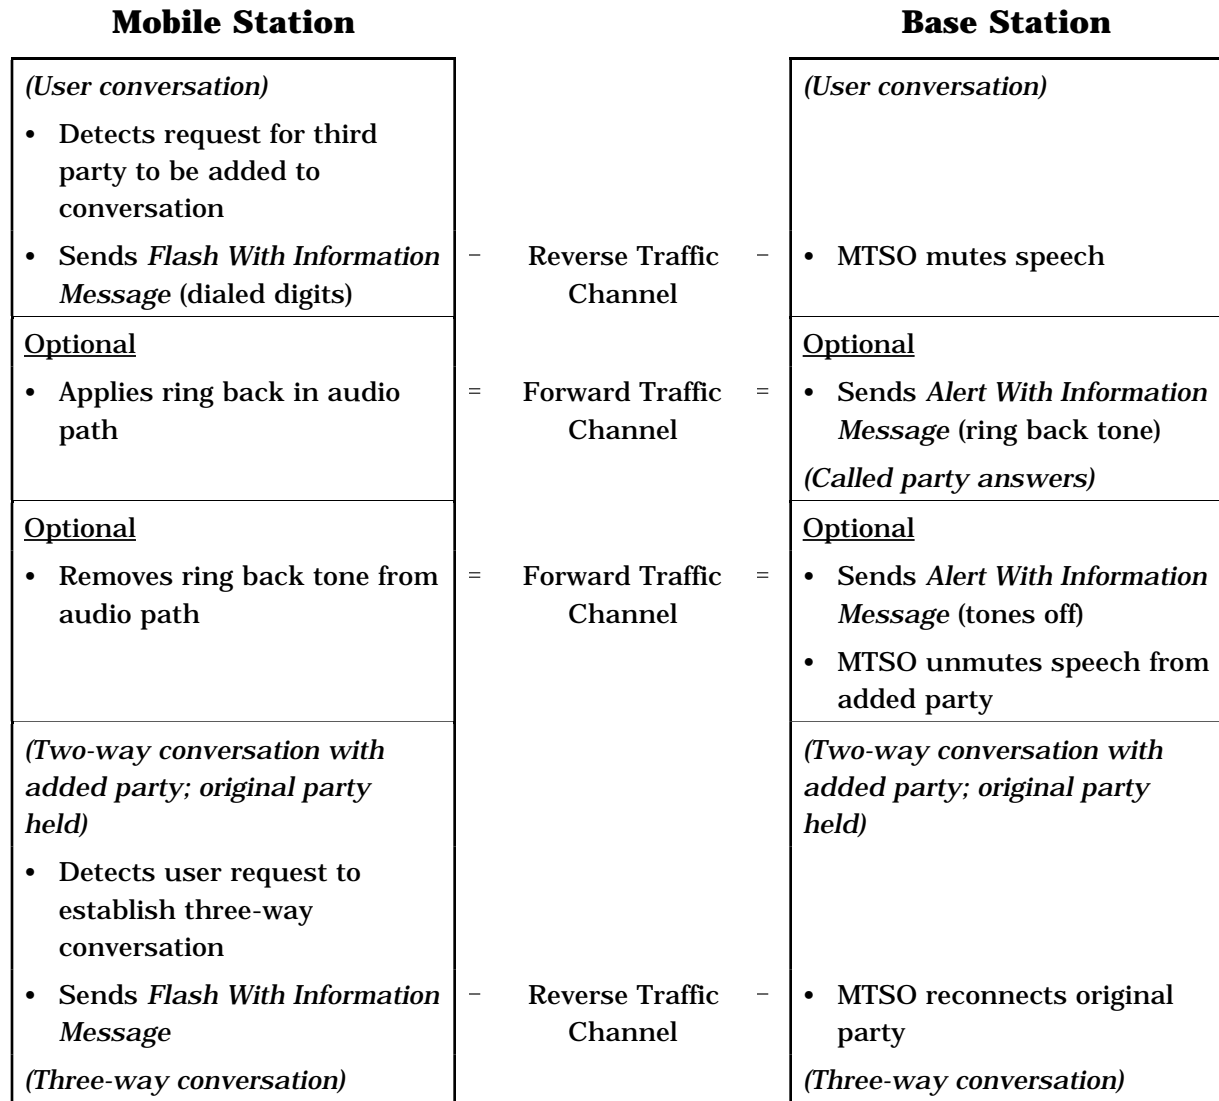 Mobile Station
Base Station
(User conversation)
(User conversation)
• Detects request for third
party to be added to
conversation
• Sends Flash With Information
Message (dialed digits)
– Reverse Traffic –
Channel
• MTSO mutes speech
Optional
Optional
• Applies ring back in audio
path
= Forward Traffic =
Channel
• Sends Alert With Information
Message (ring back tone)
(Called party answers)
Optional
Optional
• Removes ring back tone from
audio path
= Forward Traffic =
Channel
• Sends Alert With Information
Message (tones off)
• MTSO unmutes speech from
added party
(Two-way conversation with
added party; original party
held)
(Two-way conversation with
added party; original party
held)
• Detects user request to
establish three-way
conversation
• Sends Flash With Information
Message
– Reverse Traffic –
Channel
• MTSO reconnects original
party
(Three-way conversation)
(Three-way conversation)